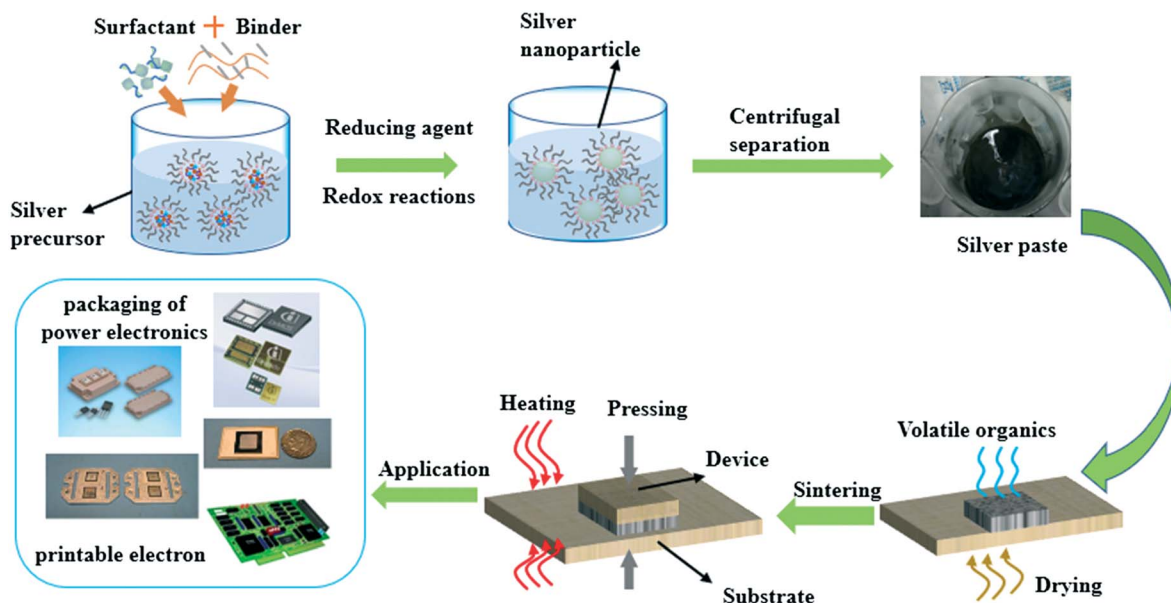 Surfactant + Binder
Silver
precursor
Reducing agent
Redox reactions
Silver
nanoparticle
Centrifugal
separation
Silver paste
Volatile organics
Drying
Sintering
Heating
Pressing
Device
Substrate
Application
packaging of
power electronics
printable electron